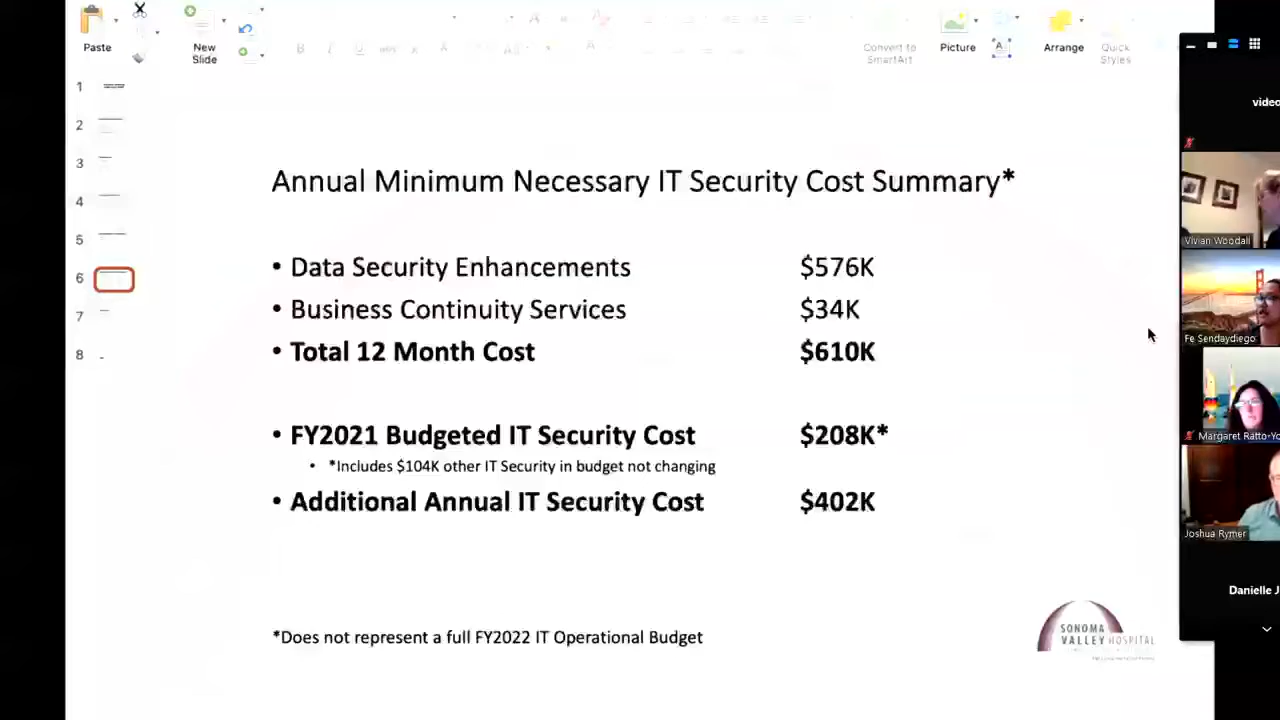 Paste
New
Slide
Convert to
SmartArt
Picture
Arrange
Quick
Styles
1
2
3
4
5
6
7
8
Annual Minimum Necessary IT Security Cost Summary*
• Data Security Enhancements $576K
• Business Continuity Services $34K
• Total 12 Month Cost $610K
• FY2021 Budgeted IT Security Cost $208K*
• *Includes $104K other IT Security in budget not changing
• Additional Annual IT Security Cost $402K
*Does not represent a full FY2022 IT Operational Budget
SONOMA
VALLEY HOSPITAL
video
Vivian Woodall
Fe Sendaydiego
Margaret Ratto-Yo
Joshua Rymer
Danielle J